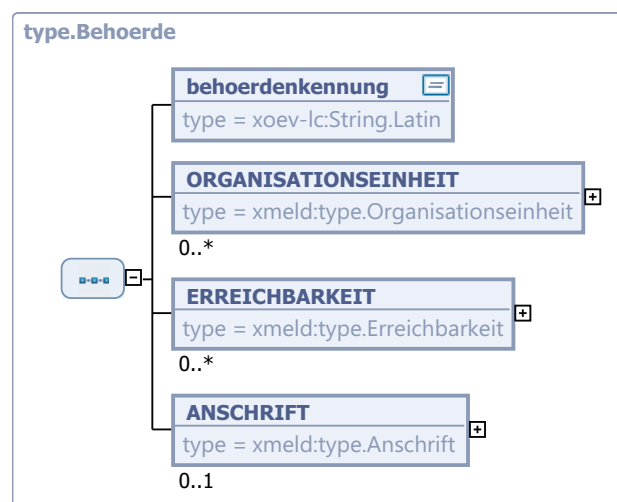 type.Behoerde
behoerdenkennung
type = xoev-lc:String.Latin
ORGANISATIONSEINHEIT
type = xmeld:type.Organisationseinheit
0..*
ERREICHBARKEIT
type = xmeld:type.Erreichbarkeit
0..*
ANSCHRIFT
type = xmeld:type.Anschrift
0..1